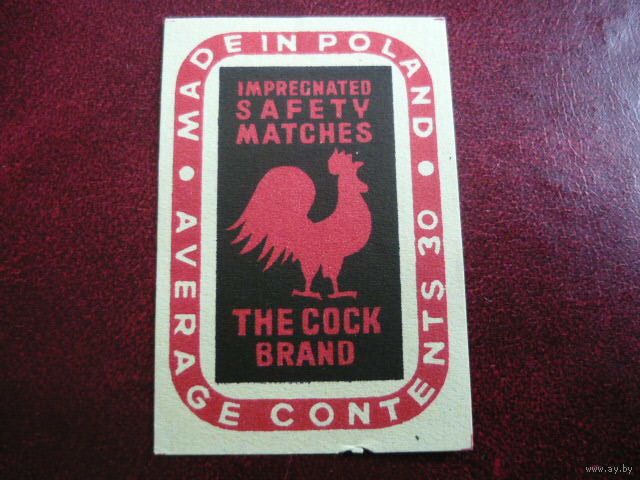 MADE IN POLAND
IMPREGNATED
SAFETY
MATCHES
THE COCK
BRAND
• AVERAGE CONTENTS 30 •
www.ay.by